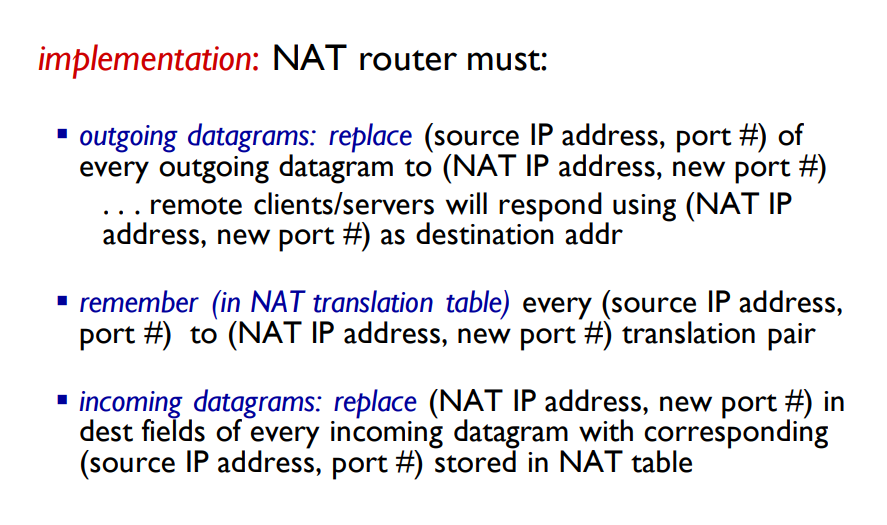 implementation: NAT router must:
▪ outgoing datagrams: replace (source IP address, port #) of
every outgoing datagram to (NAT IP address, new port #)
. . . remote clients/servers will respond using (NAT IP
address, new port #) as destination addr
▪ remember (in NAT translation table) every (source IP address,
port #) to (NAT IP address, new port #) translation pair
▪ incoming datagrams: replace (NAT IP address, new port #) in
dest fields of every incoming datagram with corresponding
(source IP address, port #) stored in NAT table